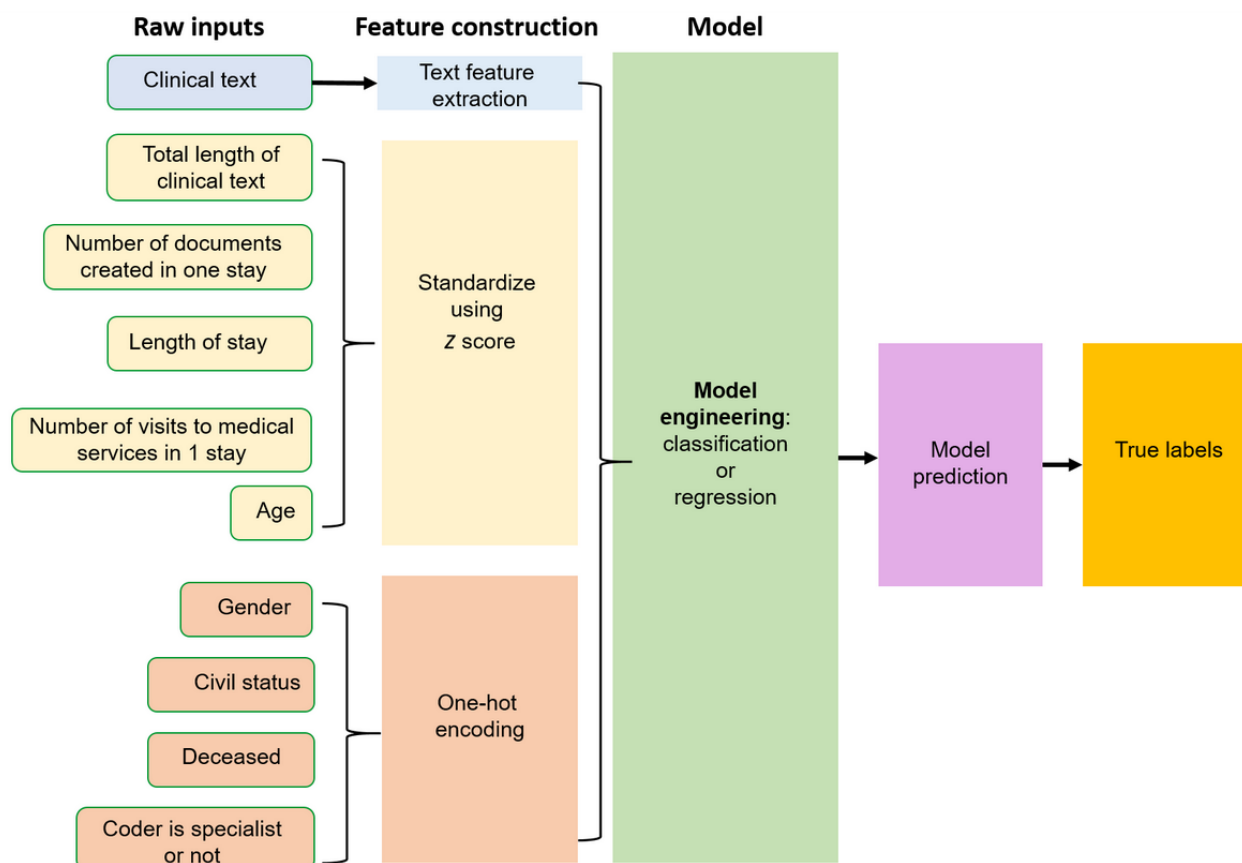 Raw inputs
Feature construction
Model
Clinical text
Text feature
extraction
Total length of
clinical text
Number of documents
created in one stay
Length of stay
Number of visits to medical
services in 1 stay
Age
Standardize
using
z score
Gender
Civil status
Deceased
Coder is specialist
or not
One-hot
encoding
Model
engineering:
classification
or
regression
Model
prediction
True labels